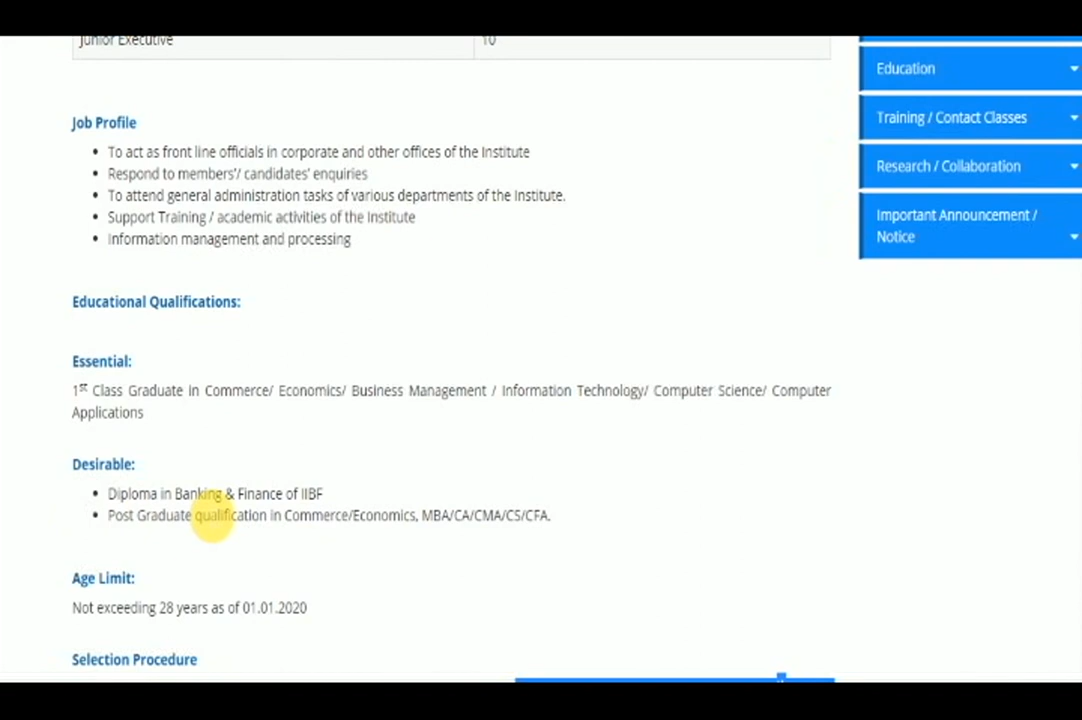 Junior Executive 10
Education
Training / Contact Classes
Research / Collaboration
Important Announcement /
Notice
Job Profile
• To act as front line officials in corporate and other offices of the Institute
• Respond to members'/ candidates' enquiries
• To attend general administration tasks of various departments of the Institute.
• Support Training / academic activities of the Institute
• Information management and processing
Educational Qualifications:
Essential:
1st Class Graduate in Commerce/ Economics/ Business Management / Information Technology/ Computer Science/ Computer
Applications
Desirable:
• Diploma in Banking & Finance of IIBF
• Post Graduate qualification in Commerce/Economics, MBA/CA/CMA/CS/CFA.
Age Limit:
Not exceeding 28 years as of 01.01.2020
Selection Procedure